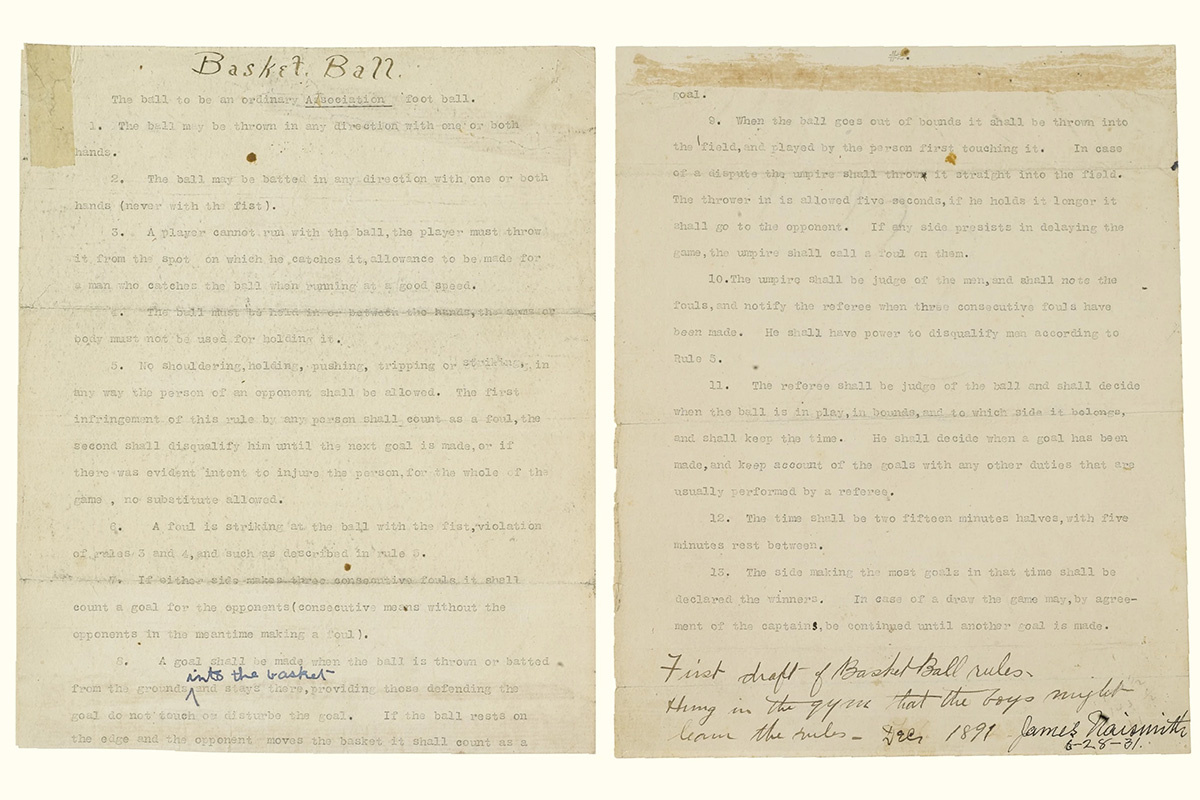 Basket Ball.
The ball to be an ordinary Association foot ball.
1. The ball may be thrown in any direction with one or both
hands.
2. The ball may be batted in any direction with one or both
hands (never with the fist).
3. A player cannot run with the ball,the player must throw
it from the spot on which he catches it,allowance to be made for
a man who catches the ball when running at a good speed.
4. The ball must be held in or between the hands,the arms or
body must not be used for holding it.
5. No shouldering,holding, pushing, tripping or striking, in
any way the person of an opponent shall be allowed. The first
infringement of this rule by any person shall count as a foul,the
second shall disqualify him until the next goal is made,or if
there was evident intent to injure the person,for the whole of the
game , no substitute allowed.
6. A foul is striking at the ball with the fist,violation
of rules 3 and 4,and such as described in rule 5.
7. If either side makes three consecutive fouls,it shall
count a goal for the opponents(consecutive means without the
opponents in the meantime making a foul).
8. A goal shall be made when the ball is thrown or batted
into the basket
from the grounds and stays there,providing those defending the
goal do not touch or disturbe the goal. If the ball rests on
the edge and the opponent moves the basket it shall count as a
goal.
9. When the ball goes out of bounds it shall be thrown into
the field,and played by the person first touching it. In case
of a dispute the umpire shall throw it straight into the field.
The thrower in is allowed five seconds,if he holds it longer it
shall go to the opponent. If any side presists in delaying the
game,the umpire shall call a foul on them.
10.The umpire shall be judge of the men,and shall note the
fouls,and notify the referee when three consecutive fouls have
been made. He shall have power to disqualify men according to
Rule 5.
11. The referee shall be judge of the ball and shall decide
when the ball is in play,in bounds,and to which side it belongs,
and shall keep the time. He shall decide when a goal has been
made,and keep account of the goals with any other duties that are
usually performed by a referee.
12. The time shall be two fifteen minutes halves,with five
minutes rest between.
13. The side making the most goals in that time shall be
declared the winners. In case of a draw the game may,by agree-
ment of the captains,be continued until another goal is made.
First draft of Basket Ball rules.
Hung in the gym that the boys might
learn the rules - Dec. 1891 James Naismith
6-28-31.